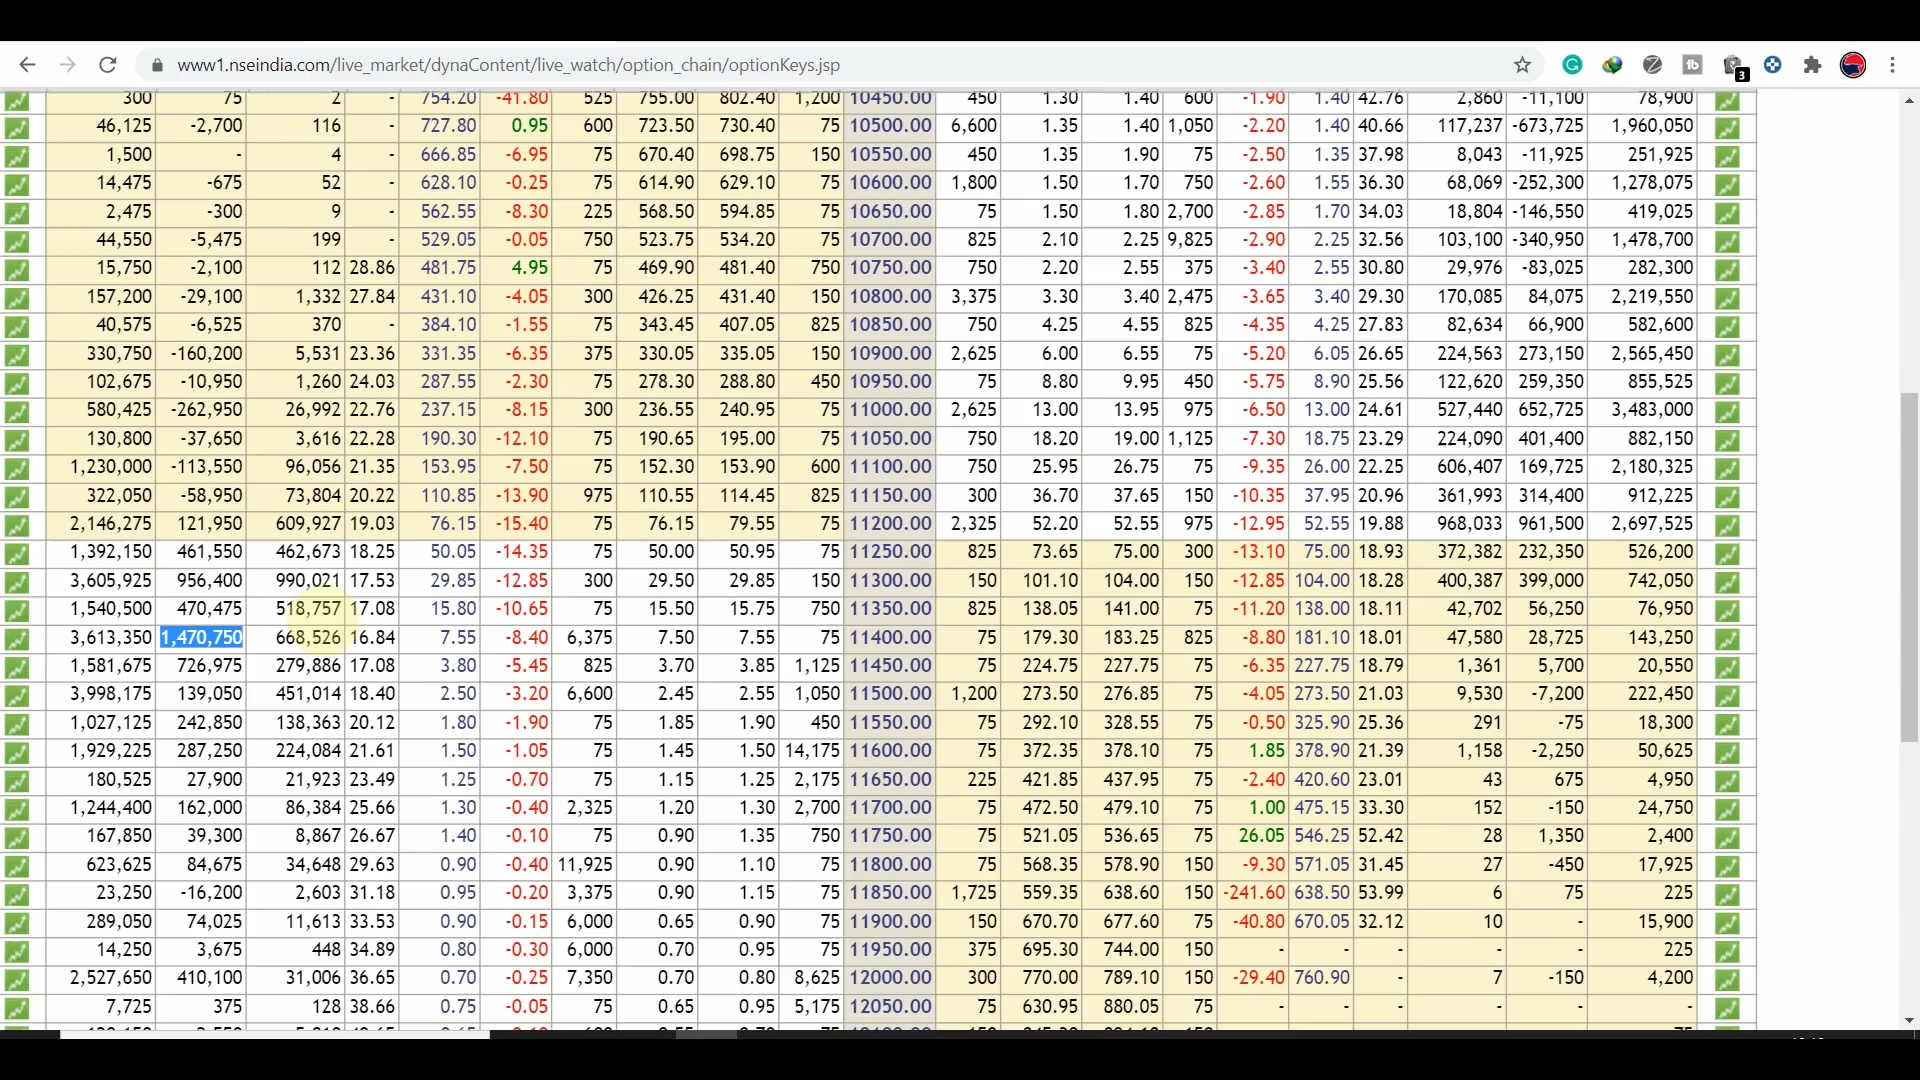 www1.nseindia.com/live_market/dynaContent/live_watch/option_chain/optionKeys.jsp
3
300 75 2 - 754.20 -41.80 525 755.00 802.40 1,200 10450.00 450 1.30 1.40 600 -1.90 1.40 42.76 2,860 -11,100 78,900
46,125 -2,700 116 - 727.80 0.95 600 723.50 730.40 75 10500.00 6,600 1.35 1.40 1,050 -2.20 1.40 40.66 117,237 -673,725 1,960,050
1,500 - 4 - 666.85 -6.95 75 670.40 698.75 150 10550.00 450 1.35 1.90 75 -2.50 1.35 37.98 8,043 -11,925 251,925
14,475 -675 52 - 628.10 -0.25 75 614.90 629.10 75 10600.00 1,800 1.50 1.70 750 -2.60 1.55 36.30 68,069 -252,300 1,278,075
2,475 -300 9 - 562.55 -8.30 225 568.50 594.85 75 10650.00 75 1.50 1.80 2,700 -2.85 1.70 34.03 18,804 -146,550 419,025
44,550 -5,475 199 - 529.05 -0.05 750 523.75 534.20 75 10700.00 825 2.10 2.25 9,825 -2.90 2.25 32.56 103,100 -340,950 1,478,700
15,750 -2,100 112 28.86 481.75 4.95 75 469.90 481.40 750 10750.00 750 2.20 2.55 375 -3.40 2.55 30.80 29,976 -83,025 282,300
157,200 -29,100 1,332 27.84 431.10 -4.05 300 426.25 431.40 150 10800.00 3,375 3.30 3.40 2,475 -3.65 3.40 29.30 170,085 84,075 2,219,550
40,575 -6,525 370 - 384.10 -1.55 75 343.45 407.05 825 10850.00 750 4.25 4.55 825 -4.35 4.25 27.83 82,634 66,900 582,600
330,750 -160,200 5,531 23.36 331.35 -6.35 375 330.05 335.05 150 10900.00 2,625 6.00 6.55 75 -5.20 6.05 26.65 224,563 273,150 2,565,450
102,675 -10,950 1,260 24.03 287.55 -2.30 75 278.30 288.80 450 10950.00 75 8.80 9.95 450 -5.75 8.90 25.56 122,620 259,350 855,525
580,425 -262,950 26,992 22.76 237.15 -8.15 300 236.55 240.95 75 11000.00 2,625 13.00 13.95 975 -6.50 13.00 24.61 527,440 652,725 3,483,000
130,800 -37,650 3,616 22.28 190.30 -12.10 75 190.65 195.00 75 11050.00 750 18.20 19.00 1,125 -7.30 18.75 23.29 224,090 401,400 882,150
1,230,000 -113,550 96,056 21.35 153.95 -7.50 75 152.30 153.90 600 11100.00 750 25.95 26.75 75 -9.35 26.00 22.25 606,407 169,725 2,180,325
322,050 -58,950 73,804 20.22 110.85 -13.90 975 110.55 114.45 825 11150.00 300 36.70 37.65 150 -10.35 37.95 20.96 361,993 314,400 912,225
2,146,275 121,950 609,927 19.03 76.15 -15.40 75 76.15 79.55 75 11200.00 2,325 52.20 52.55 975 -12.95 52.55 19.88 968,033 961,500 2,697,525
1,392,150 461,550 462,673 18.25 50.05 -14.35 75 50.00 50.95 75 11250.00 825 73.65 75.00 300 -13.10 75.00 18.93 372,382 232,350 526,200
3,605,925 956,400 990,021 17.53 29.85 -12.85 300 29.50 29.85 150 11300.00 150 101.10 104.00 150 -12.85 104.00 18.28 400,387 399,000 742,050
1,540,500 470,475 518,757 17.08 15.80 -10.65 75 15.50 15.75 750 11350.00 825 138.05 141.00 75 -11.20 138.00 18.11 42,702 56,250 76,950
3,613,350 1,470,750 668,526 16.84 7.55 -8.40 6,375 7.50 7.55 75 11400.00 75 179.30 183.25 825 -8.80 181.10 18.01 47,580 28,725 143,250
1,581,675 726,975 279,886 17.08 3.80 -5.45 825 3.70 3.85 1,125 11450.00 75 224.75 227.75 75 -6.35 227.75 18.79 1,361 5,700 20,550
3,998,175 139,050 451,014 18.40 2.50 -3.20 6,600 2.45 2.55 1,050 11500.00 1,200 273.50 276.85 75 -4.05 273.50 21.03 9,530 -7,200 222,450
1,027,125 242,850 138,363 20.12 1.80 -1.90 75 1.85 1.90 450 11550.00 75 292.10 328.55 75 -0.50 325.90 25.36 291 -75 18,300
1,929,225 287,250 224,084 21.61 1.50 -1.05 75 1.45 1.50 14,175 11600.00 75 372.35 378.10 75 1.85 378.90 21.39 1,158 -2,250 50,625
180,525 27,900 21,923 23.49 1.25 -0.70 75 1.15 1.25 2,175 11650.00 225 421.85 437.95 75 -2.40 420.60 23.01 43 675 4,950
1,244,400 162,000 86,384 25.66 1.30 -0.40 2,325 1.20 1.30 2,700 11700.00 75 472.50 479.10 75 1.00 475.15 33.30 152 -150 24,750
167,850 39,300 8,867 26.67 1.40 -0.10 75 0.90 1.35 750 11750.00 75 521.05 536.65 75 26.05 546.25 52.42 28 1,350 2,400
623,625 84,675 34,648 29.63 0.90 -0.40 11,925 0.90 1.10 75 11800.00 75 568.35 578.90 150 -9.30 571.05 31.45 27 -450 17,925
23,250 -16,200 2,603 31.18 0.95 -0.20 3,375 0.90 1.15 75 11850.00 1,725 559.35 638.60 150 -241.60 638.50 53.99 6 75 225
289,050 74,025 11,613 33.53 0.90 -0.15 6,000 0.65 0.90 75 11900.00 150 670.70 677.60 75 -40.80 670.05 32.12 10 - 15,900
14,250 3,675 448 34.89 0.80 -0.30 6,000 0.70 0.95 75 11950.00 375 695.30 744.00 150 - - - - - 225
2,527,650 410,100 31,006 36.65 0.70 -0.25 7,350 0.70 0.80 8,625 12000.00 300 770.00 789.10 150 -29.40 760.90 - 7 -150 4,200
7,725 375 128 38.66 0.75 -0.05 75 0.65 0.95 5,175 12050.00 75 630.95 880.05 75 - - - - - -